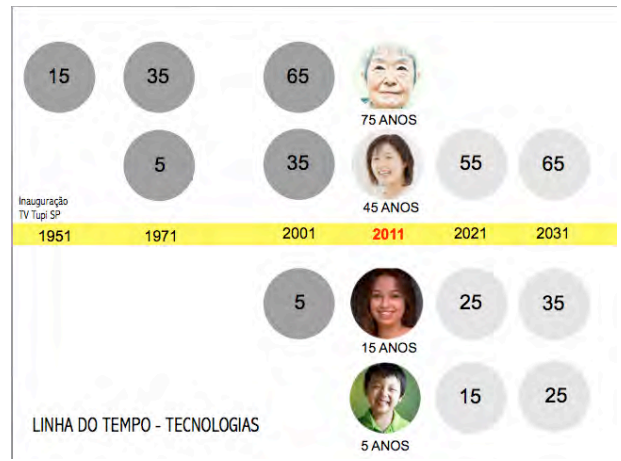 15 35 65
75 ANOS
5 35 55 65
45 ANOS
Inauguração
TV Tupi SP
1951 1971 2001 2011 2021 2031
5 25 35
15 ANOS
15 25
5 ANOS
LINHA DO TEMPO - TECNOLOGIAS